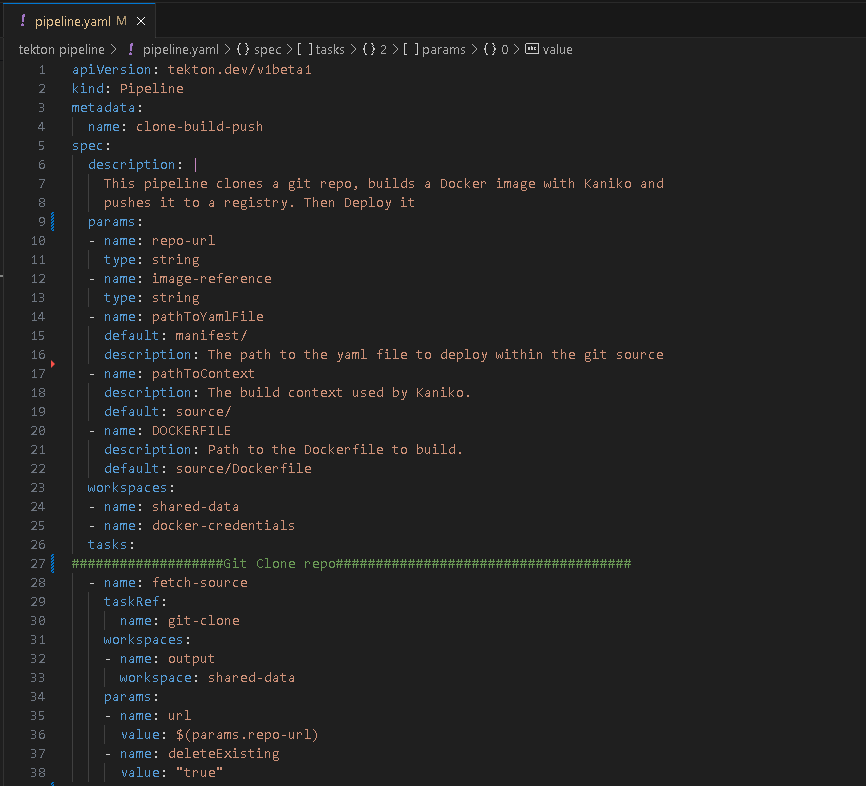 ! pipeline.yaml M ×
tekton pipeline > ! pipeline.yaml > {} spec > [ ] tasks > {} 2 > [ ] params > {} 0 > abc value
1 apiVersion: tekton.dev/v1beta1
2 kind: Pipeline
3 metadata:
4   name: clone-build-push
5 spec:
6   description: |
7     This pipeline clones a git repo, builds a Docker image with Kaniko and
8     pushes it to a registry. Then Deploy it
9   params:
10   - name: repo-url
11     type: string
12   - name: image-reference
13     type: string
14   - name: pathToYamlFile
15     default: manifest/
16     description: The path to the yaml file to deploy within the git source
17   - name: pathToContext
18     description: The build context used by Kaniko.
19     default: source/
20   - name: DOCKERFILE
21     description: Path to the Dockerfile to build.
22     default: source/Dockerfile
23   workspaces:
24   - name: shared-data
25   - name: docker-credentials
26   tasks:
27 ###################Git Clone repo#####################################
28   - name: fetch-source
29     taskRef:
30       name: git-clone
31     workspaces:
32     - name: output
33       workspace: shared-data
34     params:
35     - name: url
36       value: $(params.repo-url)
37     - name: deleteExisting
38       value: "true"